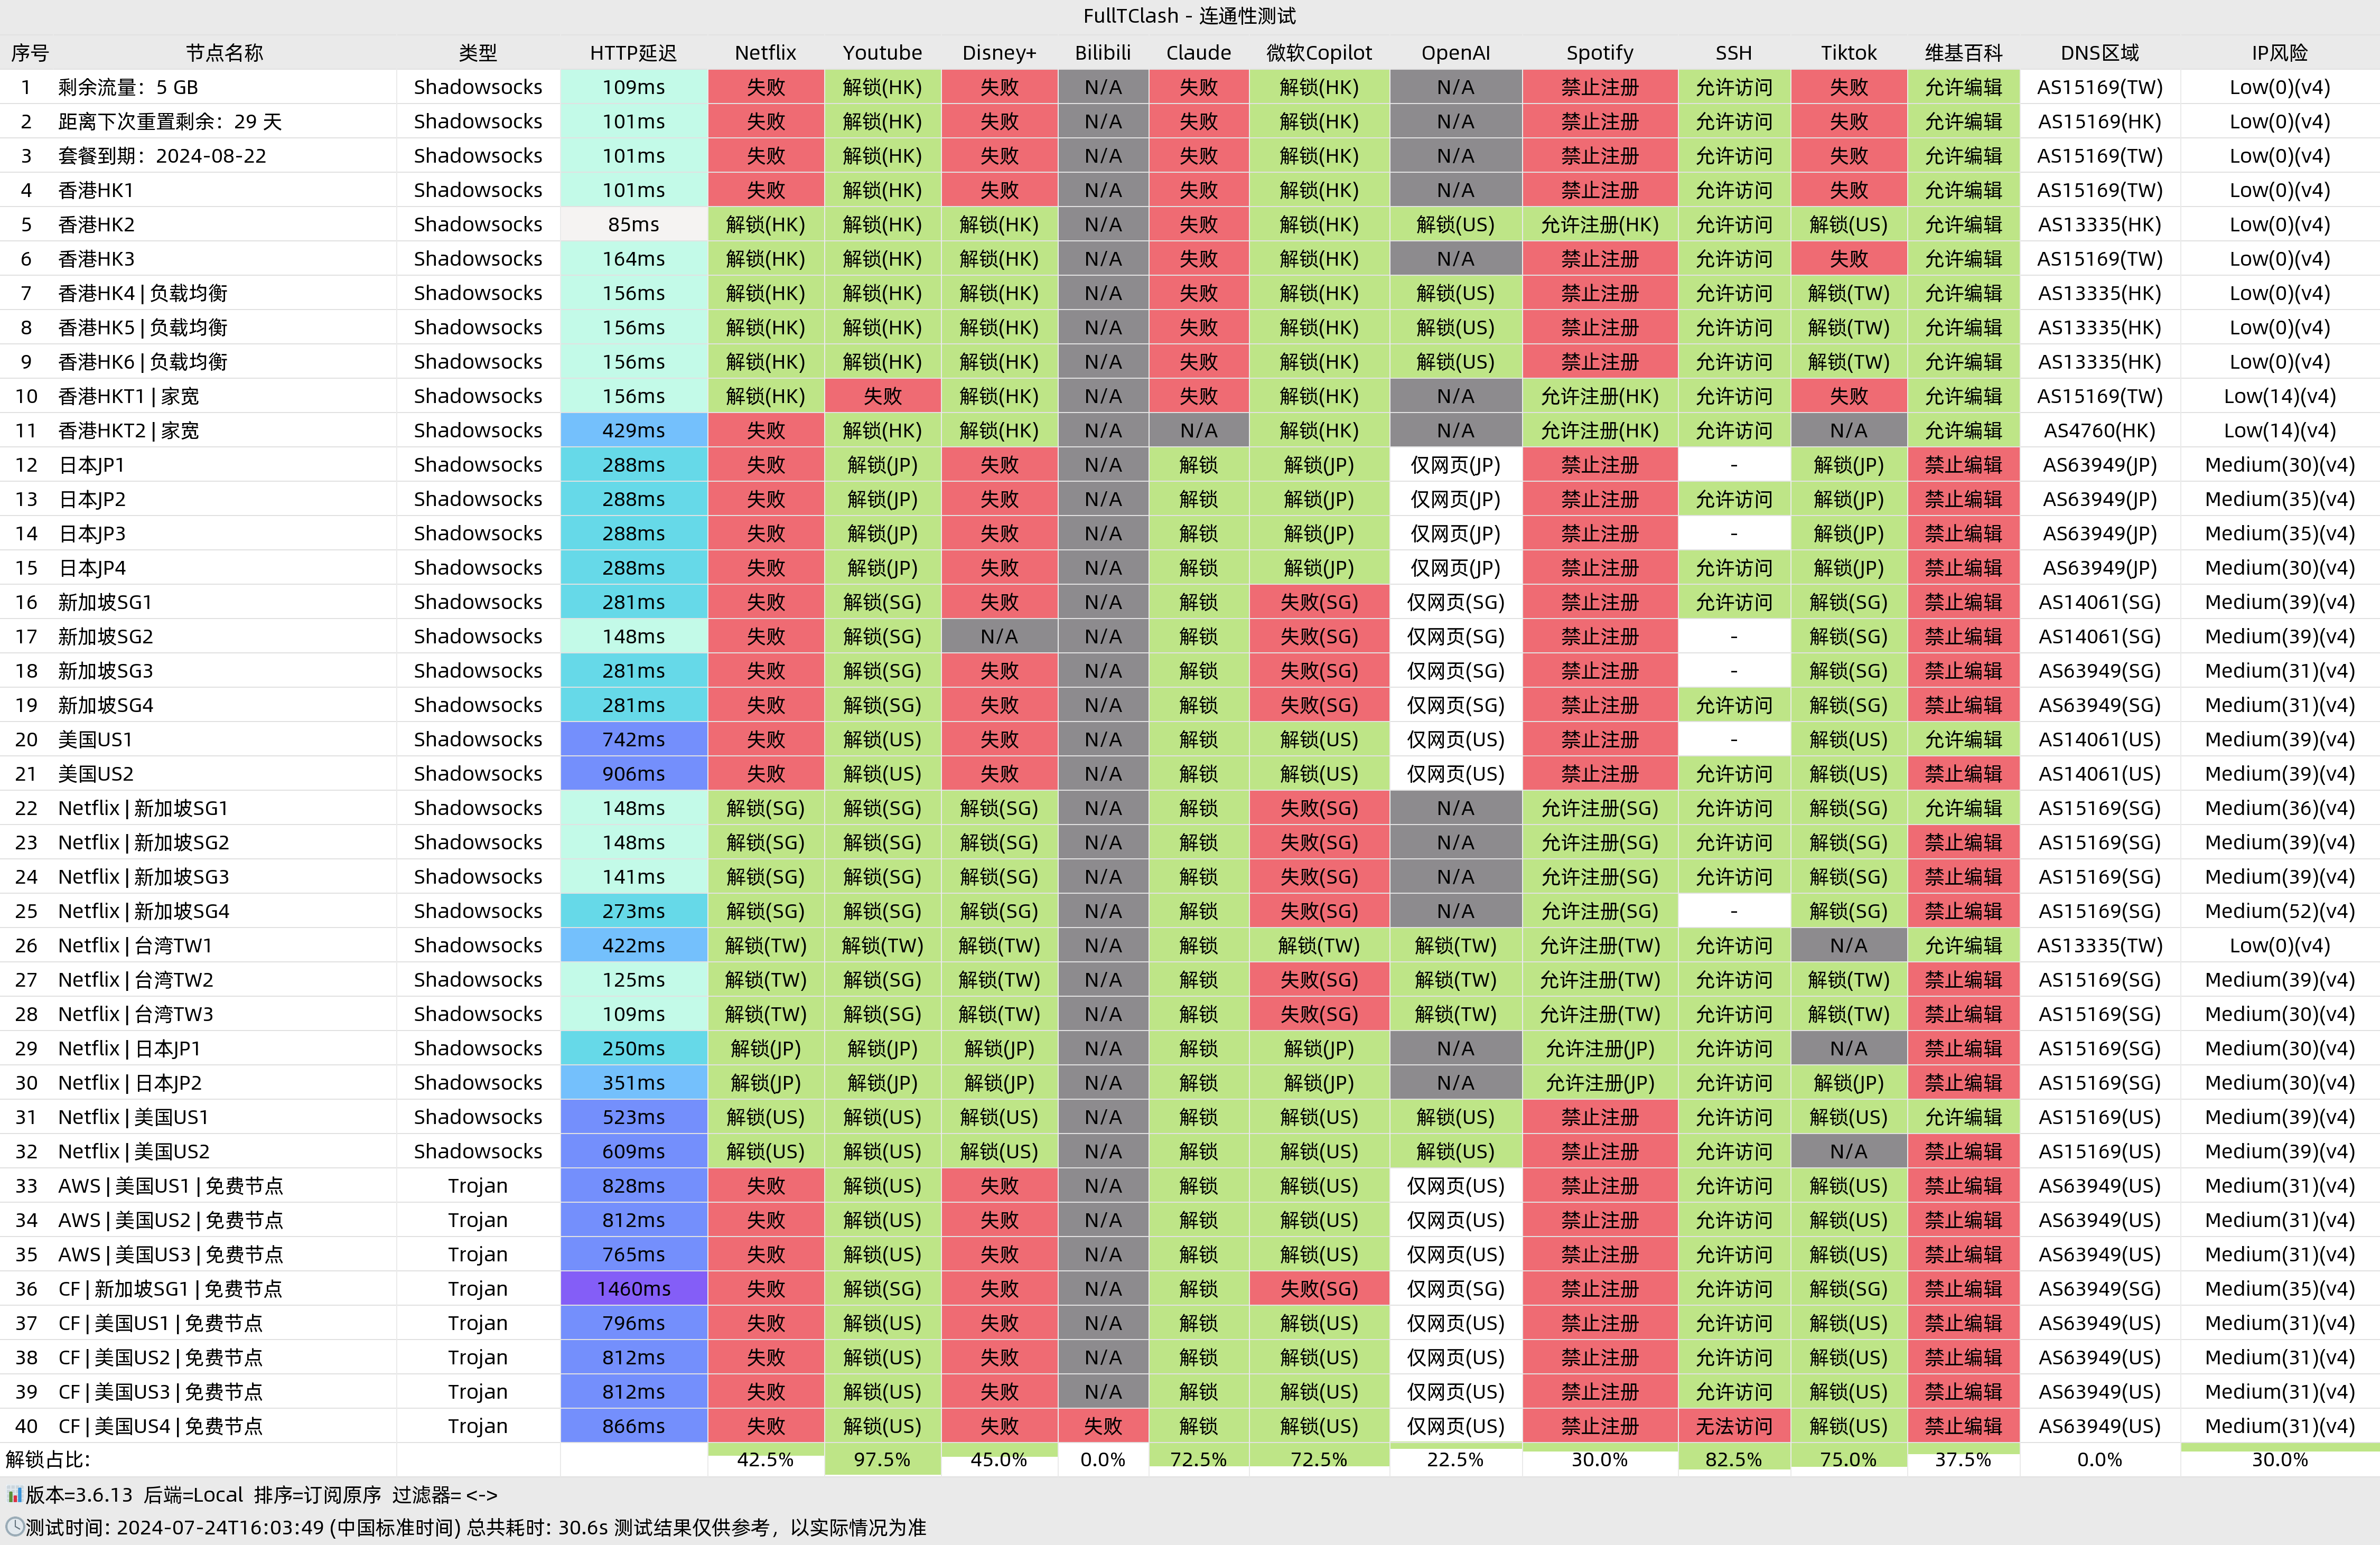 FullTClash - 连通性测试
序号 节点名称 类型 HTTP延迟 Netflix Youtube Disney+ Bilibili Claude 微软Copilot OpenAI Spotify SSH Tiktok 维基百科 DNS区域 IP风险
1 剩余流量：5 GB Shadowsocks 109ms 失败 解锁(HK) 失败 N/A 失败 解锁(HK) N/A 禁止注册 允许访问 失败 允许编辑 AS15169(TW) Low(0)(v4)
2 距离下次重置剩余：29 天 Shadowsocks 101ms 失败 解锁(HK) 失败 N/A 失败 解锁(HK) N/A 禁止注册 允许访问 失败 允许编辑 AS15169(HK) Low(0)(v4)
3 套餐到期：2024-08-22 Shadowsocks 101ms 失败 解锁(HK) 失败 N/A 失败 解锁(HK) N/A 禁止注册 允许访问 失败 允许编辑 AS15169(TW) Low(0)(v4)
4 香港HK1 Shadowsocks 101ms 失败 解锁(HK) 失败 N/A 失败 解锁(HK) N/A 禁止注册 允许访问 失败 允许编辑 AS15169(TW) Low(0)(v4)
5 香港HK2 Shadowsocks 85ms 解锁(HK) 解锁(HK) 解锁(HK) N/A 失败 解锁(HK) 解锁(US) 允许注册(HK) 允许访问 解锁(US) 允许编辑 AS13335(HK) Low(0)(v4)
6 香港HK3 Shadowsocks 164ms 解锁(HK) 解锁(HK) 解锁(HK) N/A 失败 解锁(HK) N/A 禁止注册 允许访问 失败 允许编辑 AS15169(TW) Low(0)(v4)
7 香港HK4 | 负载均衡 Shadowsocks 156ms 解锁(HK) 解锁(HK) 解锁(HK) N/A 失败 解锁(HK) 解锁(US) 禁止注册 允许访问 解锁(TW) 允许编辑 AS13335(HK) Low(0)(v4)
8 香港HK5 | 负载均衡 Shadowsocks 156ms 解锁(HK) 解锁(HK) 解锁(HK) N/A 失败 解锁(HK) 解锁(US) 禁止注册 允许访问 解锁(TW) 允许编辑 AS13335(HK) Low(0)(v4)
9 香港HK6 | 负载均衡 Shadowsocks 156ms 解锁(HK) 解锁(HK) 解锁(HK) N/A 失败 解锁(HK) 解锁(US) 禁止注册 允许访问 解锁(TW) 允许编辑 AS13335(HK) Low(0)(v4)
10 香港HKT1 | 家宽 Shadowsocks 156ms 解锁(HK) 失败 解锁(HK) N/A 失败 解锁(HK) N/A 允许注册(HK) 允许访问 失败 允许编辑 AS15169(TW) Low(14)(v4)
11 香港HKT2 | 家宽 Shadowsocks 429ms 失败 解锁(HK) 解锁(HK) N/A N/A 解锁(HK) N/A 允许注册(HK) 允许访问 N/A 允许编辑 AS4760(HK) Low(14)(v4)
12 日本JP1 Shadowsocks 288ms 失败 解锁(JP) 失败 N/A 解锁 解锁(JP) 仅网页(JP) 禁止注册 - 解锁(JP) 禁止编辑 AS63949(JP) Medium(30)(v4)
13 日本JP2 Shadowsocks 288ms 失败 解锁(JP) 失败 N/A 解锁 解锁(JP) 仅网页(JP) 禁止注册 允许访问 解锁(JP) 禁止编辑 AS63949(JP) Medium(35)(v4)
14 日本JP3 Shadowsocks 288ms 失败 解锁(JP) 失败 N/A 解锁 解锁(JP) 仅网页(JP) 禁止注册 - 解锁(JP) 禁止编辑 AS63949(JP) Medium(35)(v4)
15 日本JP4 Shadowsocks 288ms 失败 解锁(JP) 失败 N/A 解锁 解锁(JP) 仅网页(JP) 禁止注册 允许访问 解锁(JP) 禁止编辑 AS63949(JP) Medium(30)(v4)
16 新加坡SG1 Shadowsocks 281ms 失败 解锁(SG) 失败 N/A 解锁 失败(SG) 仅网页(SG) 禁止注册 允许访问 解锁(SG) 禁止编辑 AS14061(SG) Medium(39)(v4)
17 新加坡SG2 Shadowsocks 148ms 失败 解锁(SG) N/A N/A 解锁 失败(SG) 仅网页(SG) 禁止注册 - 解锁(SG) 禁止编辑 AS14061(SG) Medium(39)(v4)
18 新加坡SG3 Shadowsocks 281ms 失败 解锁(SG) 失败 N/A 解锁 失败(SG) 仅网页(SG) 禁止注册 - 解锁(SG) 禁止编辑 AS63949(SG) Medium(31)(v4)
19 新加坡SG4 Shadowsocks 281ms 失败 解锁(SG) 失败 N/A 解锁 失败(SG) 仅网页(SG) 禁止注册 允许访问 解锁(SG) 禁止编辑 AS63949(SG) Medium(31)(v4)
20 美国US1 Shadowsocks 742ms 失败 解锁(US) 失败 N/A 解锁 解锁(US) 仅网页(US) 禁止注册 - 解锁(US) 允许编辑 AS14061(US) Medium(39)(v4)
21 美国US2 Shadowsocks 906ms 失败 解锁(US) 失败 N/A 解锁 解锁(US) 仅网页(US) 禁止注册 允许访问 解锁(US) 禁止编辑 AS14061(US) Medium(39)(v4)
22 Netflix | 新加坡SG1 Shadowsocks 148ms 解锁(SG) 解锁(SG) 解锁(SG) N/A 解锁 失败(SG) N/A 允许注册(SG) 允许访问 解锁(SG) 允许编辑 AS15169(SG) Medium(36)(v4)
23 Netflix | 新加坡SG2 Shadowsocks 148ms 解锁(SG) 解锁(SG) 解锁(SG) N/A 解锁 失败(SG) N/A 允许注册(SG) 允许访问 解锁(SG) 禁止编辑 AS15169(SG) Medium(39)(v4)
24 Netflix | 新加坡SG3 Shadowsocks 141ms 解锁(SG) 解锁(SG) 解锁(SG) N/A 解锁 失败(SG) N/A 允许注册(SG) 允许访问 解锁(SG) 禁止编辑 AS15169(SG) Medium(39)(v4)
25 Netflix | 新加坡SG4 Shadowsocks 273ms 解锁(SG) 解锁(SG) 解锁(SG) N/A 解锁 失败(SG) N/A 允许注册(SG) - 解锁(SG) 禁止编辑 AS15169(SG) Medium(52)(v4)
26 Netflix | 台湾TW1 Shadowsocks 422ms 解锁(TW) 解锁(TW) 解锁(TW) N/A 解锁 解锁(TW) 解锁(TW) 允许注册(TW) 允许访问 N/A 允许编辑 AS13335(TW) Low(0)(v4)
27 Netflix | 台湾TW2 Shadowsocks 125ms 解锁(TW) 解锁(SG) 解锁(TW) N/A 解锁 失败(SG) 解锁(TW) 允许注册(TW) 允许访问 解锁(TW) 禁止编辑 AS15169(SG) Medium(39)(v4)
28 Netflix | 台湾TW3 Shadowsocks 109ms 解锁(TW) 解锁(SG) 解锁(TW) N/A 解锁 失败(SG) 解锁(TW) 允许注册(TW) 允许访问 解锁(TW) 禁止编辑 AS15169(SG) Medium(30)(v4)
29 Netflix | 日本JP1 Shadowsocks 250ms 解锁(JP) 解锁(JP) 解锁(JP) N/A 解锁 解锁(JP) N/A 允许注册(JP) 允许访问 N/A 禁止编辑 AS15169(SG) Medium(30)(v4)
30 Netflix | 日本JP2 Shadowsocks 351ms 解锁(JP) 解锁(JP) 解锁(JP) N/A 解锁 解锁(JP) N/A 允许注册(JP) 允许访问 解锁(JP) 禁止编辑 AS15169(SG) Medium(30)(v4)
31 Netflix | 美国US1 Shadowsocks 523ms 解锁(US) 解锁(US) 解锁(US) N/A 解锁 解锁(US) 解锁(US) 禁止注册 允许访问 解锁(US) 允许编辑 AS15169(US) Medium(39)(v4)
32 Netflix | 美国US2 Shadowsocks 609ms 解锁(US) 解锁(US) 解锁(US) N/A 解锁 解锁(US) 解锁(US) 禁止注册 允许访问 N/A 禁止编辑 AS15169(US) Medium(39)(v4)
33 AWS | 美国US1 | 免费节点 Trojan 828ms 失败 解锁(US) 失败 N/A 解锁 解锁(US) 仅网页(US) 禁止注册 允许访问 解锁(US) 禁止编辑 AS63949(US) Medium(31)(v4)
34 AWS | 美国US2 | 免费节点 Trojan 812ms 失败 解锁(US) 失败 N/A 解锁 解锁(US) 仅网页(US) 禁止注册 允许访问 解锁(US) 禁止编辑 AS63949(US) Medium(31)(v4)
35 AWS | 美国US3 | 免费节点 Trojan 765ms 失败 解锁(US) 失败 N/A 解锁 解锁(US) 仅网页(US) 禁止注册 允许访问 解锁(US) 禁止编辑 AS63949(US) Medium(31)(v4)
36 CF | 新加坡SG1 | 免费节点 Trojan 1460ms 失败 解锁(SG) 失败 N/A 解锁 失败(SG) 仅网页(SG) 禁止注册 允许访问 解锁(SG) 禁止编辑 AS63949(SG) Medium(35)(v4)
37 CF | 美国US1 | 免费节点 Trojan 796ms 失败 解锁(US) 失败 N/A 解锁 解锁(US) 仅网页(US) 禁止注册 允许访问 解锁(US) 禁止编辑 AS63949(US) Medium(31)(v4)
38 CF | 美国US2 | 免费节点 Trojan 812ms 失败 解锁(US) 失败 N/A 解锁 解锁(US) 仅网页(US) 禁止注册 允许访问 解锁(US) 禁止编辑 AS63949(US) Medium(31)(v4)
39 CF | 美国US3 | 免费节点 Trojan 812ms 失败 解锁(US) 失败 N/A 解锁 解锁(US) 仅网页(US) 禁止注册 允许访问 解锁(US) 禁止编辑 AS63949(US) Medium(31)(v4)
40 CF | 美国US4 | 免费节点 Trojan 866ms 失败 解锁(US) 失败 失败 解锁 解锁(US) 仅网页(US) 禁止注册 无法访问 解锁(US) 禁止编辑 AS63949(US) Medium(31)(v4)
解锁占比: 42.5% 97.5% 45.0% 0.0% 72.5% 72.5% 22.5% 30.0% 82.5% 75.0% 37.5% 0.0% 30.0%
版本=3.6.13 后端=Local 排序=订阅原序 过滤器= <->
测试时间: 2024-07-24T16:03:49 (中国标准时间) 总共耗时: 30.6s 测试结果仅供参考，以实际情况为准